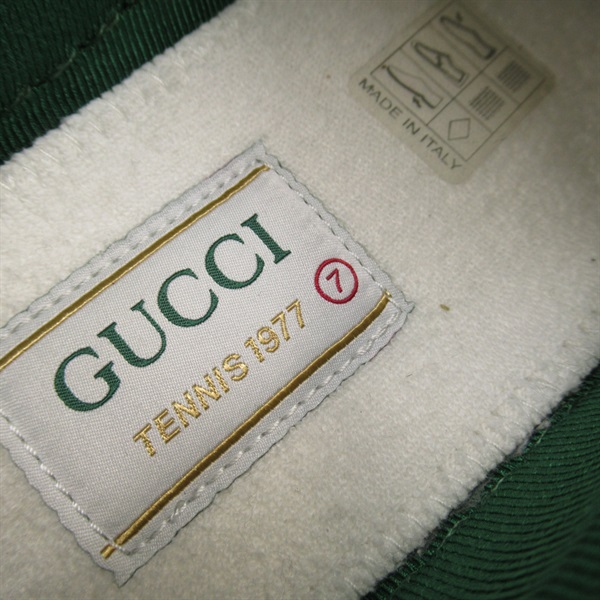 GUCCI
7
TENNIS 1977
MADE IN ITALY